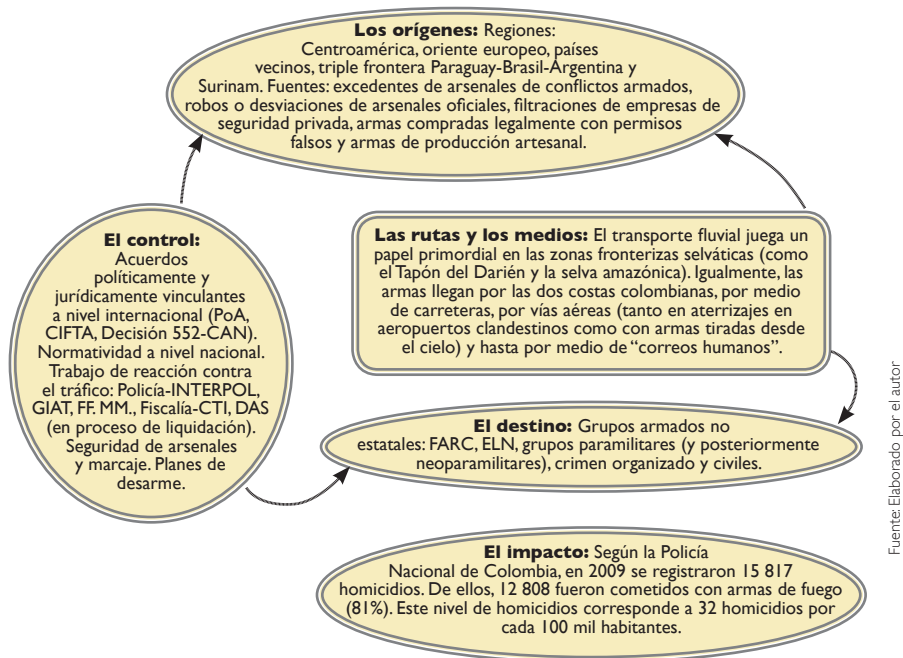 Los orígenes: Regiones:
Centroamérica, oriente europeo, países
vecinos, triple frontera Paraguay-Brasil-Argentina y
Surinam. Fuentes: excedentes de arsenales de conflictos armados,
robos o desviaciones de arsenales oficiales, filtraciones de empresas de
seguridad privada, armas compradas legalmente con permisos
falsos y armas de producción artesanal.
El control:
Acuerdos
políticamente y
jurídicamente vinculantes
a nivel internacional (PoA,
CIFTA, Decisión 552-CAN).
Normatividad a nivel nacional.
Trabajo de reacción contra
el tráfico: Policía-INTERPOL,
GIAT, FF. MM., Fiscalía-CTI, DAS
(en proceso de liquidación).
Seguridad de arsenales
y marcaje. Planes de
desarme.
Las rutas y los medios: El transporte fluvial juega un
papel primordial en las zonas fronterizas selváticas (como
el Tapón del Darién y la selva amazónica). Igualmente, las
armas llegan por las dos costas colombianas, por medio
de carreteras, por vías aéreas (tanto en aterrizajes en
aeropuertos clandestinos como con armas tiradas desde
el cielo) y hasta por medio de “correos humanos”.
El destino: Grupos armados no
estatales: FARC, ELN, grupos paramilitares (y posteriormente
neoparamilitares), crimen organizado y civiles.
El impacto: Según la Policía
Nacional de Colombia, en 2009 se registraron 15 817
homicidios. De ellos, 12 808 fueron cometidos con armas de fuego
(81%). Este nivel de homicidios corresponde a 32 homicidios por
cada 100 mil habitantes.
Fuente: Elaborado por el autor